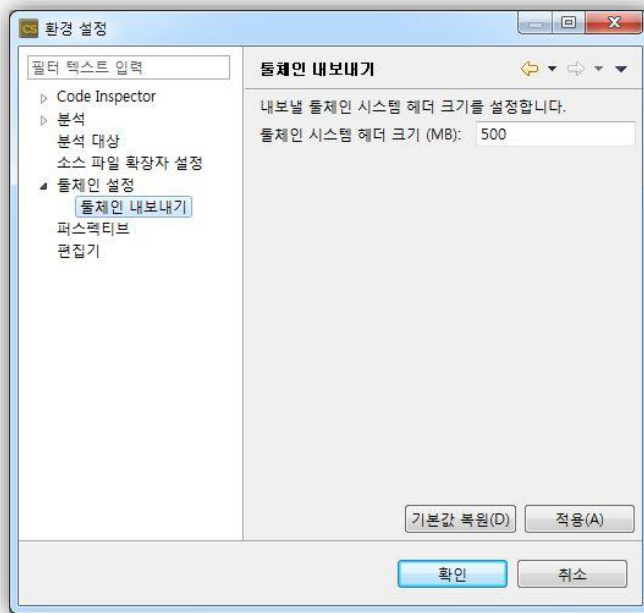 CS 환경 설정
필터 텍스트 입력
Code Inspector
분석
분석 대상
소스 파일 확장자 설정
툴체인 설정
툴체인 내보내기
퍼스펙티브
편집기
툴체인 내보내기
내보낼 툴체인 시스템 헤더 크기를 설정합니다.
툴체인 시스템 헤더 크기 (MB): 500
기본값 복원(D) 적용(A)
확인 취소